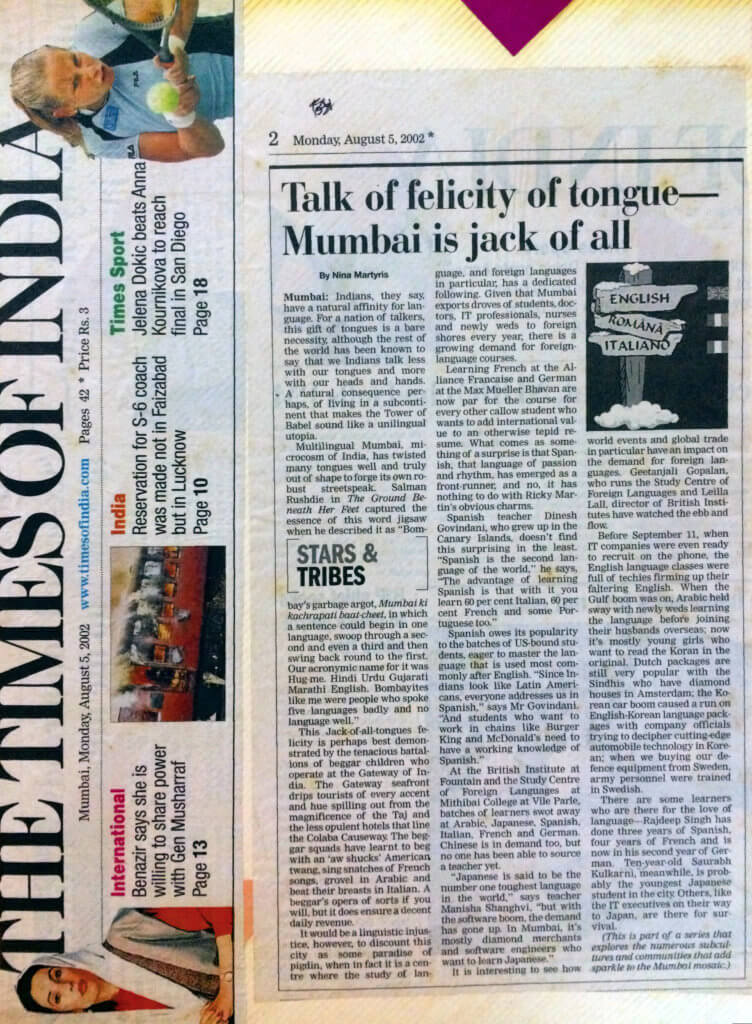 THE TIMES OF INDIA
Mumbai, Monday, August 5, 2002 www.timesofindia.com Pages 42 * Price Rs. 3
International
Benazir says she is
willing to share power
with Gen Musharraf
Page 13
India
Reservation for S-6 coach
was made not in Faizabad
but in Lucknow
Page 10
Times Sport
Jelena Dokic beats Anna
Kournikova to reach
final in San Diego
Page 18
FILA
2 Monday, August 5, 2002 *
Talk of felicity of tongue—
Mumbai is jack of all
By Nina Martyris
Mumbai: Indians, they say,
have a natural affinity for lan-
guage. For a nation of talkers,
this gift of tongues is a bare
necessity, although the rest of
the world has been known to
say that we Indians talk less
with our tongues and more
with our heads and hands.
A natural consequence per-
haps, of living in a subconti-
nent that makes the Tower of
Babel sound like a unilingual
utopia.
Multilingual Mumbai, mi-
crocosm of India, has twisted
many tongues well and truly
out of shape to forge its own ro-
bust streetspeak. Salman
Rushdie in The Ground Be-
neath Her Feet captured the
essence of this word jigsaw
when he described it as "Bom-
STARS &
TRIBES
bay's garbage argot, Mumbai ki
kachrapati baat-cheet, in which
a sentence could begin in one
language, swoop through a sec-
ond and even a third and then
swing back round to the first.
Our acronymic name for it was
Hug-me. Hindi Urdu Gujarati
Marathi English. Bombayites
like me were people who spoke
five languages badly and no
language well."
This Jack-of-all-tongues fe-
licity is perhaps best demon-
strated by the tenacious battal-
ions of beggar children who
operate at the Gateway of In-
dia. The Gateway seafront
drips tourists of every accent
and hue spilling out from the
magnificence of the Taj and
the less opulent hotels that line
the Colaba Causeway. The beg-
gar squads have learnt to beg
with an 'aw shucks' American
twang, sing snatches of French
songs, grovel in Arabic and
beat their breasts in Italian. A
beggar's opera of sorts if you
will, but it does ensure a decent
daily revenue.
It would be a linguistic injus-
tice, however, to discount this
city as some paradise of
pigdin, when in fact it is a cen-
tre where the study of lan-
guage, and foreign languages
in particular, has a dedicated
following. Given that Mumbai
exports droves of students, doc-
tors, IT professionals, nurses
and newly weds to foreign
shores every year, there is a
growing demand for foreign-
language courses.
Learning French at the Al-
liance Francaise and German
at the Max Mueller Bhavan are
now par for the course for
every other callow student who
wants to add international val-
ue to an otherwise tepid re-
sume. What comes as some-
thing of a surprise is that Span-
ish, that language of passion
and rhythm, has emerged as a
front-runner, and no, it has
nothing to do with Ricky Mar-
tin's obvious charms.
Spanish teacher Dinesh
Govindani, who grew up in the
Canary Islands, doesn't find
this surprising in the least.
"Spanish is the second lan-
guage of the world," he says,
"The advantage of learning
Spanish is that with it you
learn 60 per cent Italian, 60 per
cent French and some Por-
tuguese too."
Spanish owes its popularity
to the batches of US-bound stu-
dents, eager to master the lan-
guage that is used most com-
monly after English. "Since In-
dians look like Latin Ameri-
cans, everyone addresses us in
Spanish," says Mr Govindani.
"And students who want to
work in chains like Burger
King and McDonald's need to
have a working knowledge of
Spanish."
At the British Institute at
Fountain and the Study Centre
of Foreign Languages at
Mithibai College at Vile Parle,
batches of learners swot away
at Arabic, Japanese, Spanish,
Italian, French and German.
Chinese is in demand too, but
no one has been able to source
a teacher yet.
"Japanese is said to be the
number one toughest language
in the world," says teacher
Manisha Shanghvi, "but with
the software boom, the demand
has gone up. In Mumbai, it's
mostly diamond merchants
and software engineers who
want to learn Japanese."
It is interesting to see how
ENGLISH
ROMÂNĂ
ITALIANO
world events and global trade
in particular have an impact on
the demand for foreign lan-
guages. Geetanjali Gopalan,
who runs the Study Centre of
Foreign Languages and Leilla
Lall, director of British Insti-
tutes have watched the ebb and
flow.
Before September 11, when
IT companies were even ready
to recruit on the phone, the
English language classes were
full of techies firming up their
faltering English. When the
Gulf boom was on, Arabic held
sway with newly weds learning
the language before joining
their husbands overseas; now
it's mostly young girls who
want to read the Koran in the
original. Dutch packages are
still very popular with the
Sindhis who have diamond
houses in Amsterdam; the Ko-
rean car boom caused a run on
English-Korean language pack-
ages with company officials
trying to decipher cutting-edge
automobile technology in Kore-
an; when we buying our de-
fence equipment from Sweden,
army personnel were trained
in Swedish.
There are some learners
who are there for the love of
language—Rajdeep Singh has
done three years of Spanish,
four years of French and is
now in his second year of Ger-
man. Ten-year-old Saurabh
Kulkarni, meanwhile, is prob-
ably the youngest Japanese
student in the city. Others, like
the IT executives on their way
to Japan, are there for sur-
vival.
(This is part of a series that
explores the numerous subcul-
tures and communities that add
sparkle to the Mumbai mosaic.)